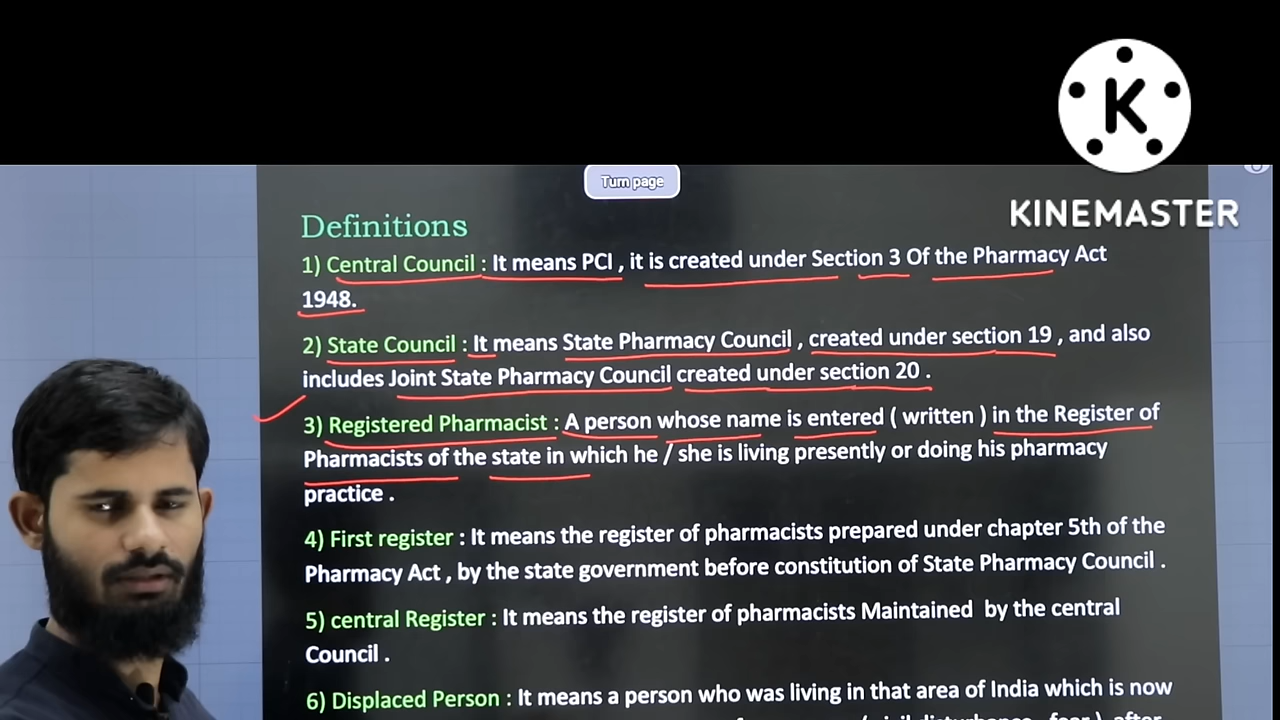 K
KINEMASTER
Turn page
Definitions
1) Central Council : It means PCI , it is created under Section 3 Of the Pharmacy Act
1948.
2) State Council : It means State Pharmacy Council , created under section 19 , and also
includes Joint State Pharmacy Council created under section 20 .
3) Registered Pharmacist : A person whose name is entered ( written ) in the Register of
Pharmacists of the state in which he / she is living presently or doing his pharmacy
practice .
4) First register : It means the register of pharmacists prepared under chapter 5th of the
Pharmacy Act , by the state government before constitution of State Pharmacy Council .
5) central Register : It means the register of pharmacists Maintained by the central
Council .
6) Displaced Person : It means a person who was living in that area of India which is now
( civil disturbance , fear ) after